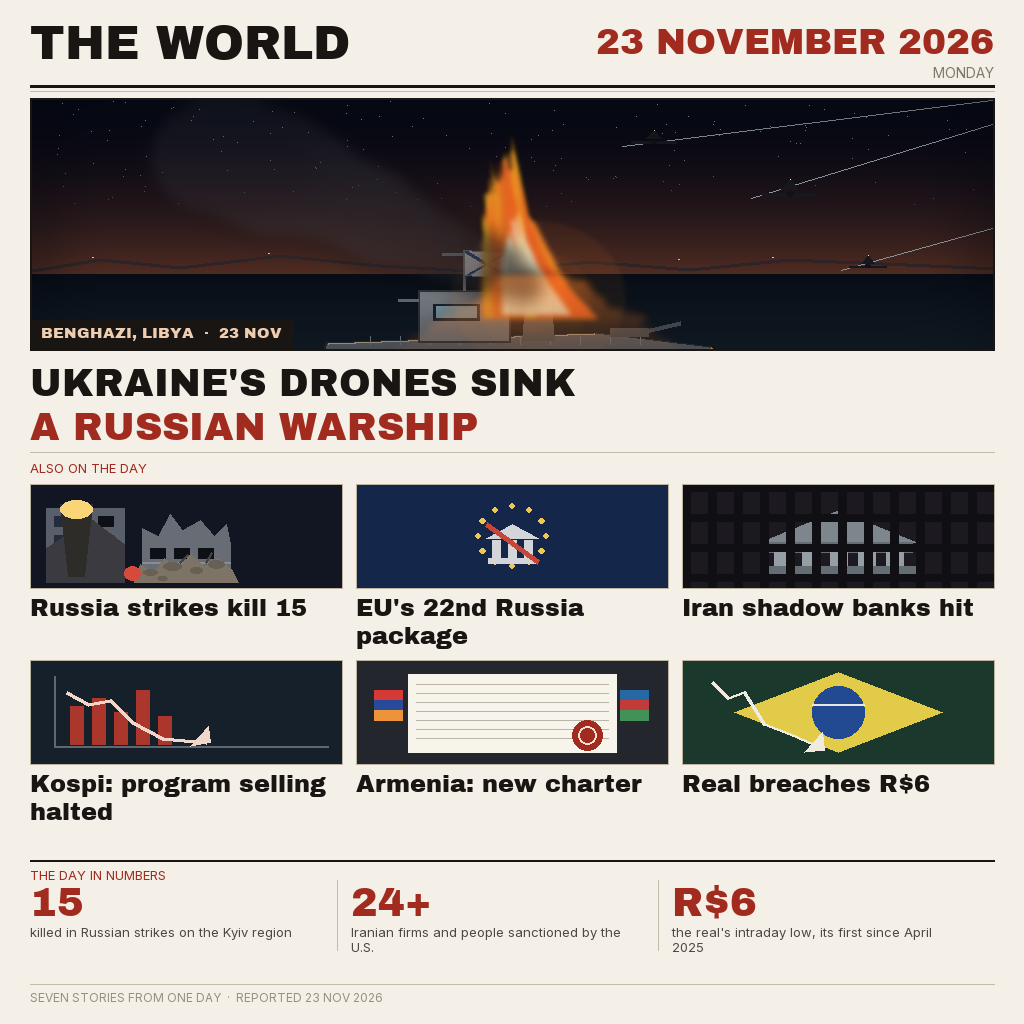 THE WORLD
23 NOVEMBER 2026
MONDAY
BENGHAZI, LIBYA · 23 NOV
UKRAINE'S DRONES SINK
A RUSSIAN WARSHIP
ALSO ON THE DAY
Russia strikes kill 15
EU's 22nd Russia
package
Iran shadow banks hit
Kospi: program selling
halted
Armenia: new charter
Real breaches R$6
THE DAY IN NUMBERS
15
killed in Russian strikes on the Kyiv region
24+
Iranian firms and people sanctioned by the
U.S.
R$6
the real's intraday low, its first since April
2025
SEVEN STORIES FROM ONE DAY · REPORTED 23 NOV 2026